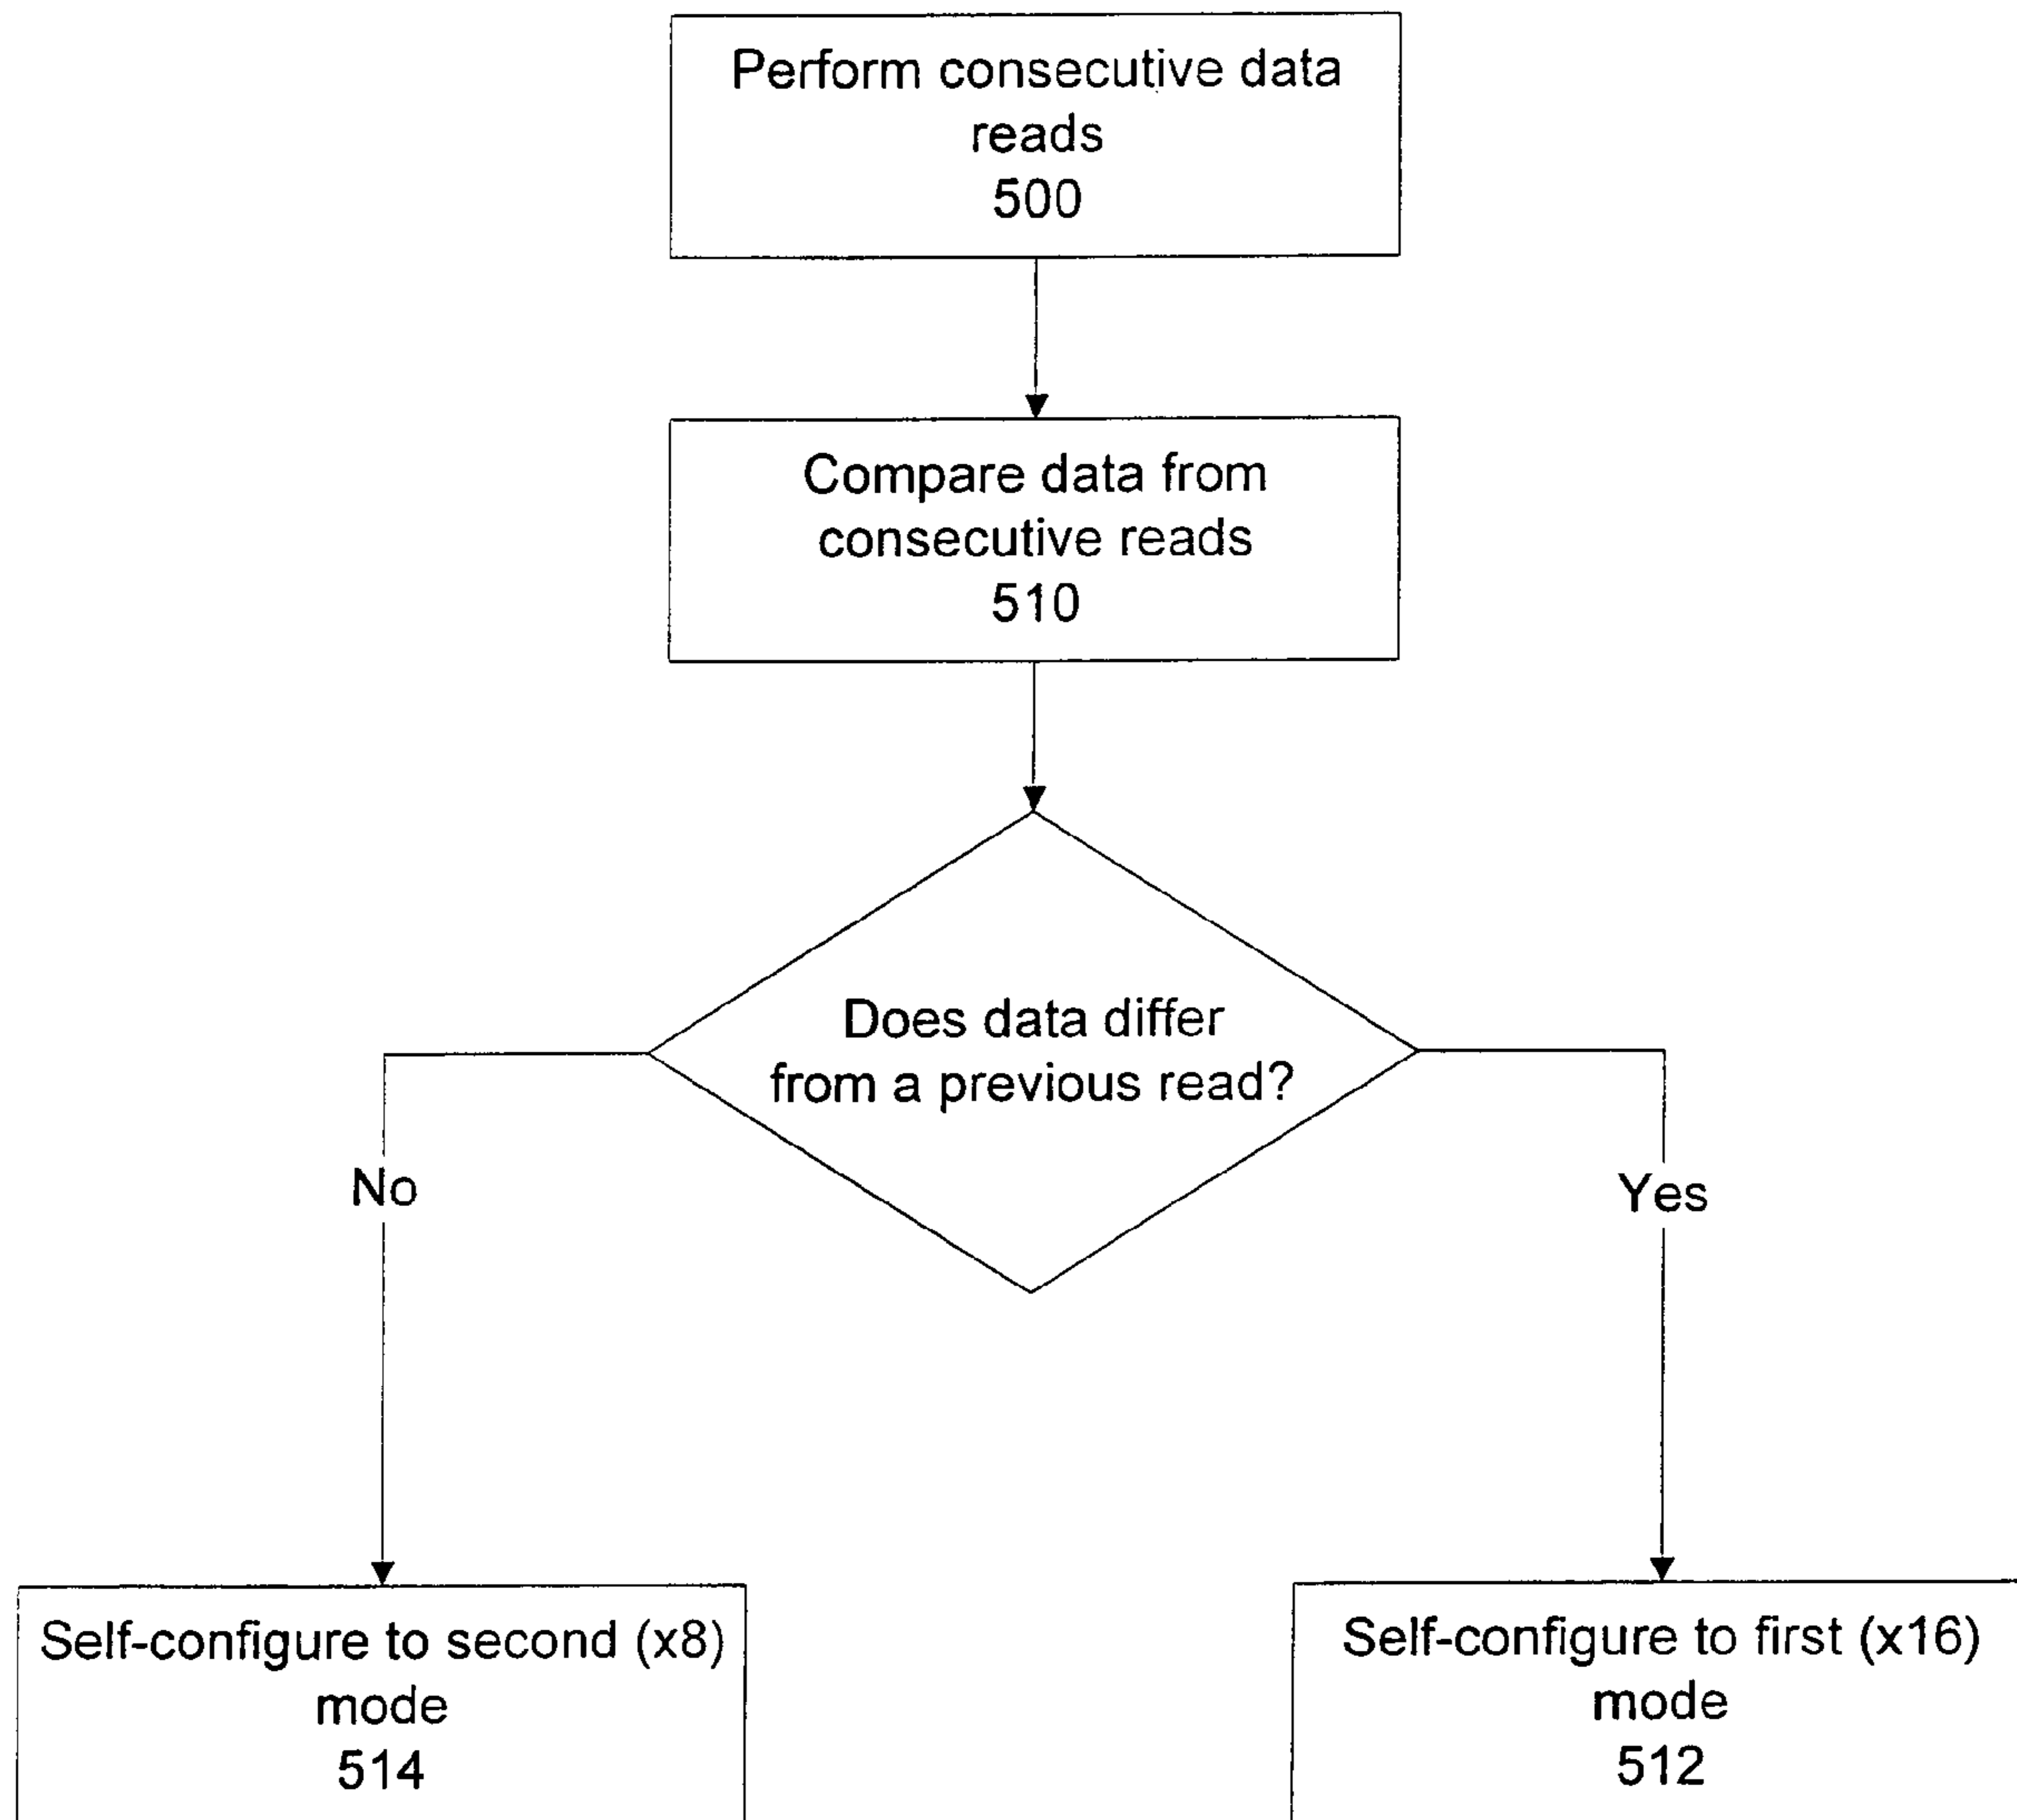 Perform consecutive data
reads
500
Compare data from
consecutive reads
510
Does data differ
from a previous read?
No
Yes
Self-configure to second (x8)
mode
514
Self-configure to first (x16)
mode
512